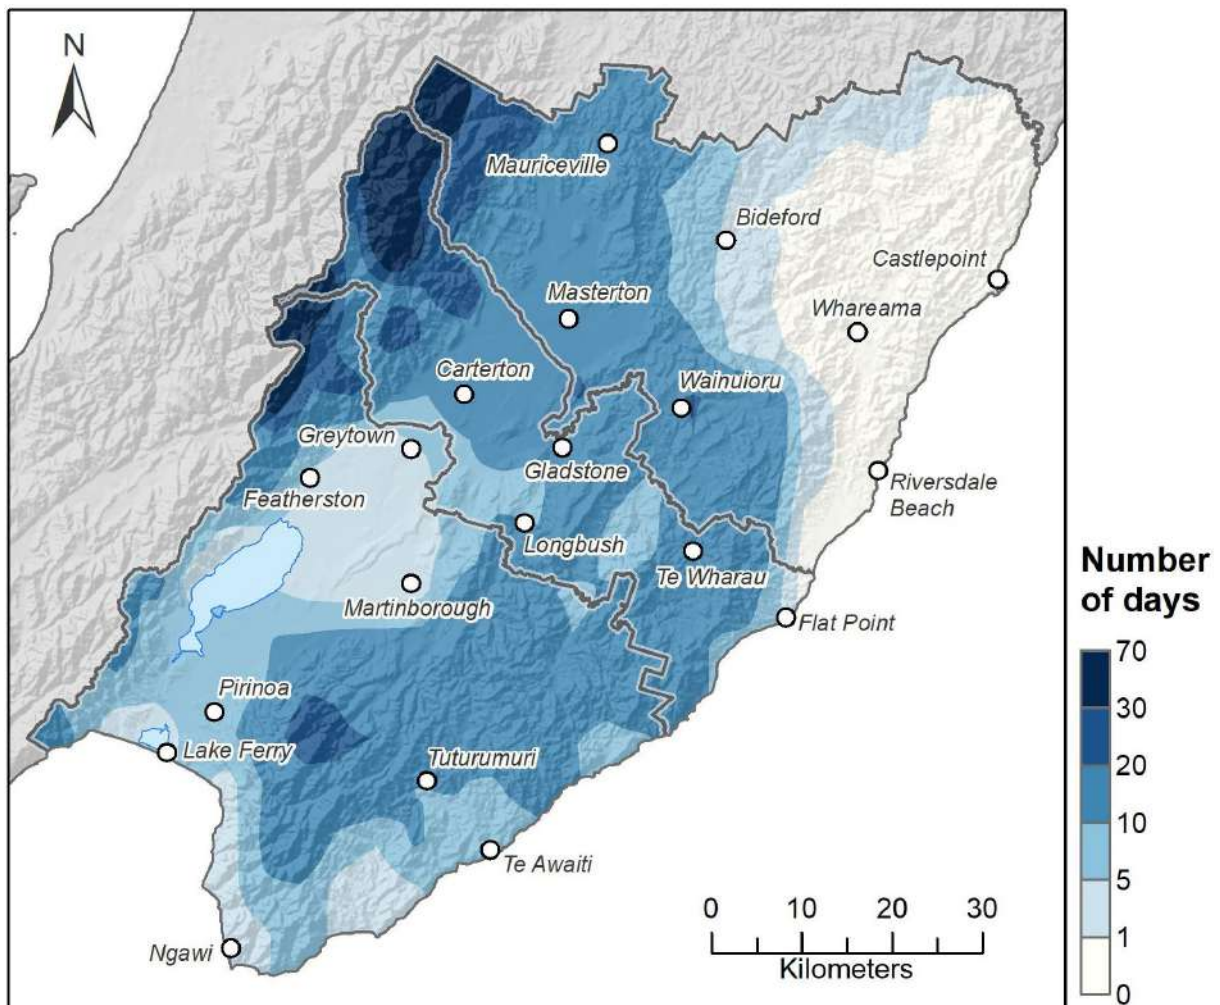 N
Mauriceville
Bideford
Castlepoint
Masterton
Whareama
Carterton
Wainuioru
Greytown
Gladstone
Featherston
Riversdale
Beach
Longbush
Te Wharau
Martinborough
Flat Point
Pirinoa
Lake Ferry
Tuturumuri
Te Awaiti
Ngawi
0 10 20 30
Kilometers
Number
of days
70
30
20
10
5
1
0